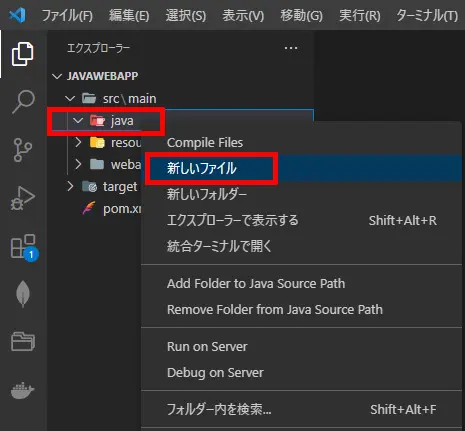 ファイル(F) 編集(E) 選択(S) 表示(V) 移動(G) 実行(R) ターミナル(T)
エクスプローラー ...
JAVAWEBAPP
src\main
java
Compile Files
resou
新しいファイル
weba
新しいフォルダー
target
エクスプローラーで表示する Shift+Alt+R
pom.xm
統合ターミナルで開く
1
Add Folder to Java Source Path
Remove Folder from Java Source Path
Run on Server
Debug on Server
フォルダー内を検索... Shift+Alt+F